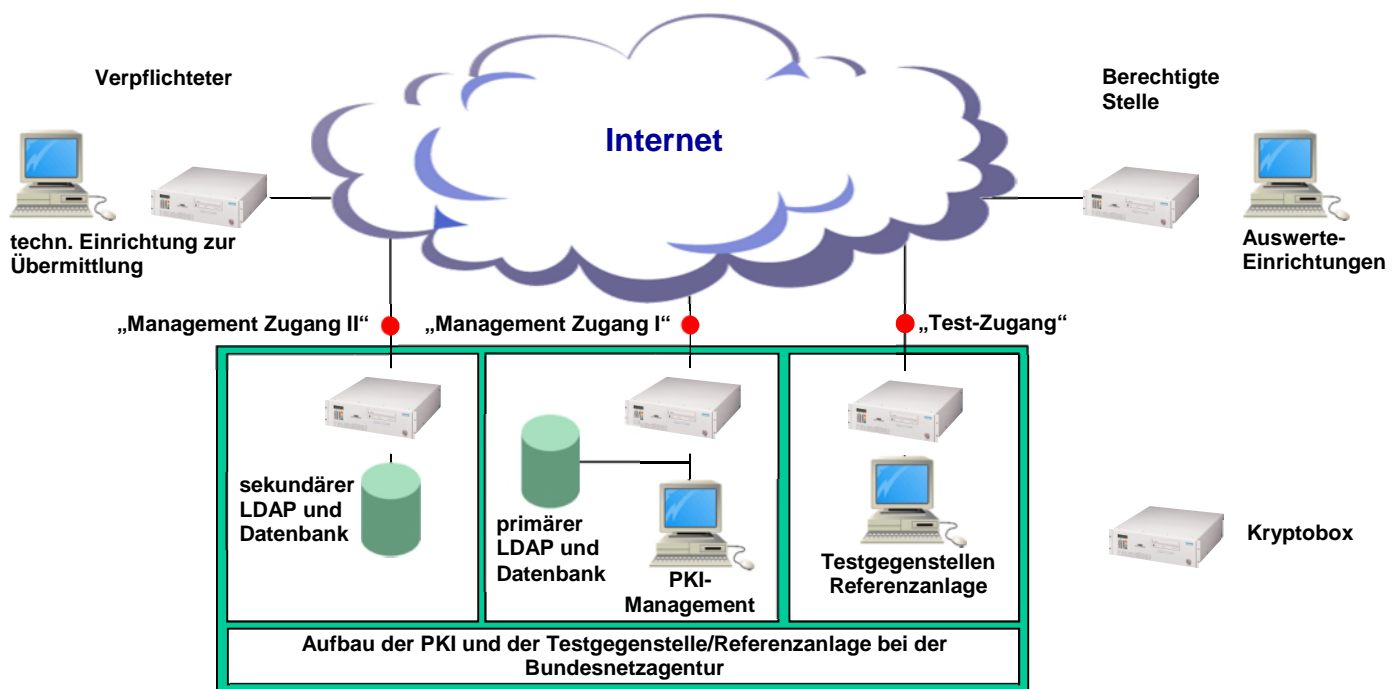 Verpflichteter
Internet
Berechtigte
Stelle
techn. Einrichtung zur
Übermittlung
Auswerte-
Einrichtungen
„Management Zugang II“
„Management Zugang I“
„Test-Zugang“
sekundärer
LDAP und
Datenbank
primärer
LDAP und
Datenbank
PKI-
Management
Testgegenstellen
Referenzanlage
Kryptobox
Aufbau der PKI und der Testgegenstelle/Referenzanlage bei der
Bundesnetzagentur